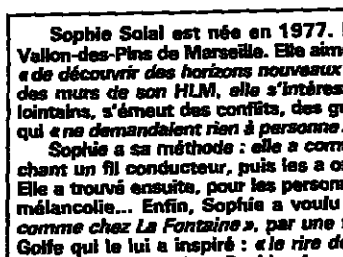 Sophie Solal est née en 1977.
Vallon-des-Pins de Marseille. Elle aime
« de découvrir des horizons nouveaux
des murs de son HLM, elle s'intéres
lointains, s'émeut des conflits, des gu
qui « ne demandaient rien à personne
Sophie a sa méthode : elle a com
chant un fil conducteur, puis les a o
Elle a trouvé ensuite, pour les person
mélancolie... Enfin, Sophie a voulu
comme chez La Fontaine », par une
Golfe qui le lui a inspiré : « le rire de